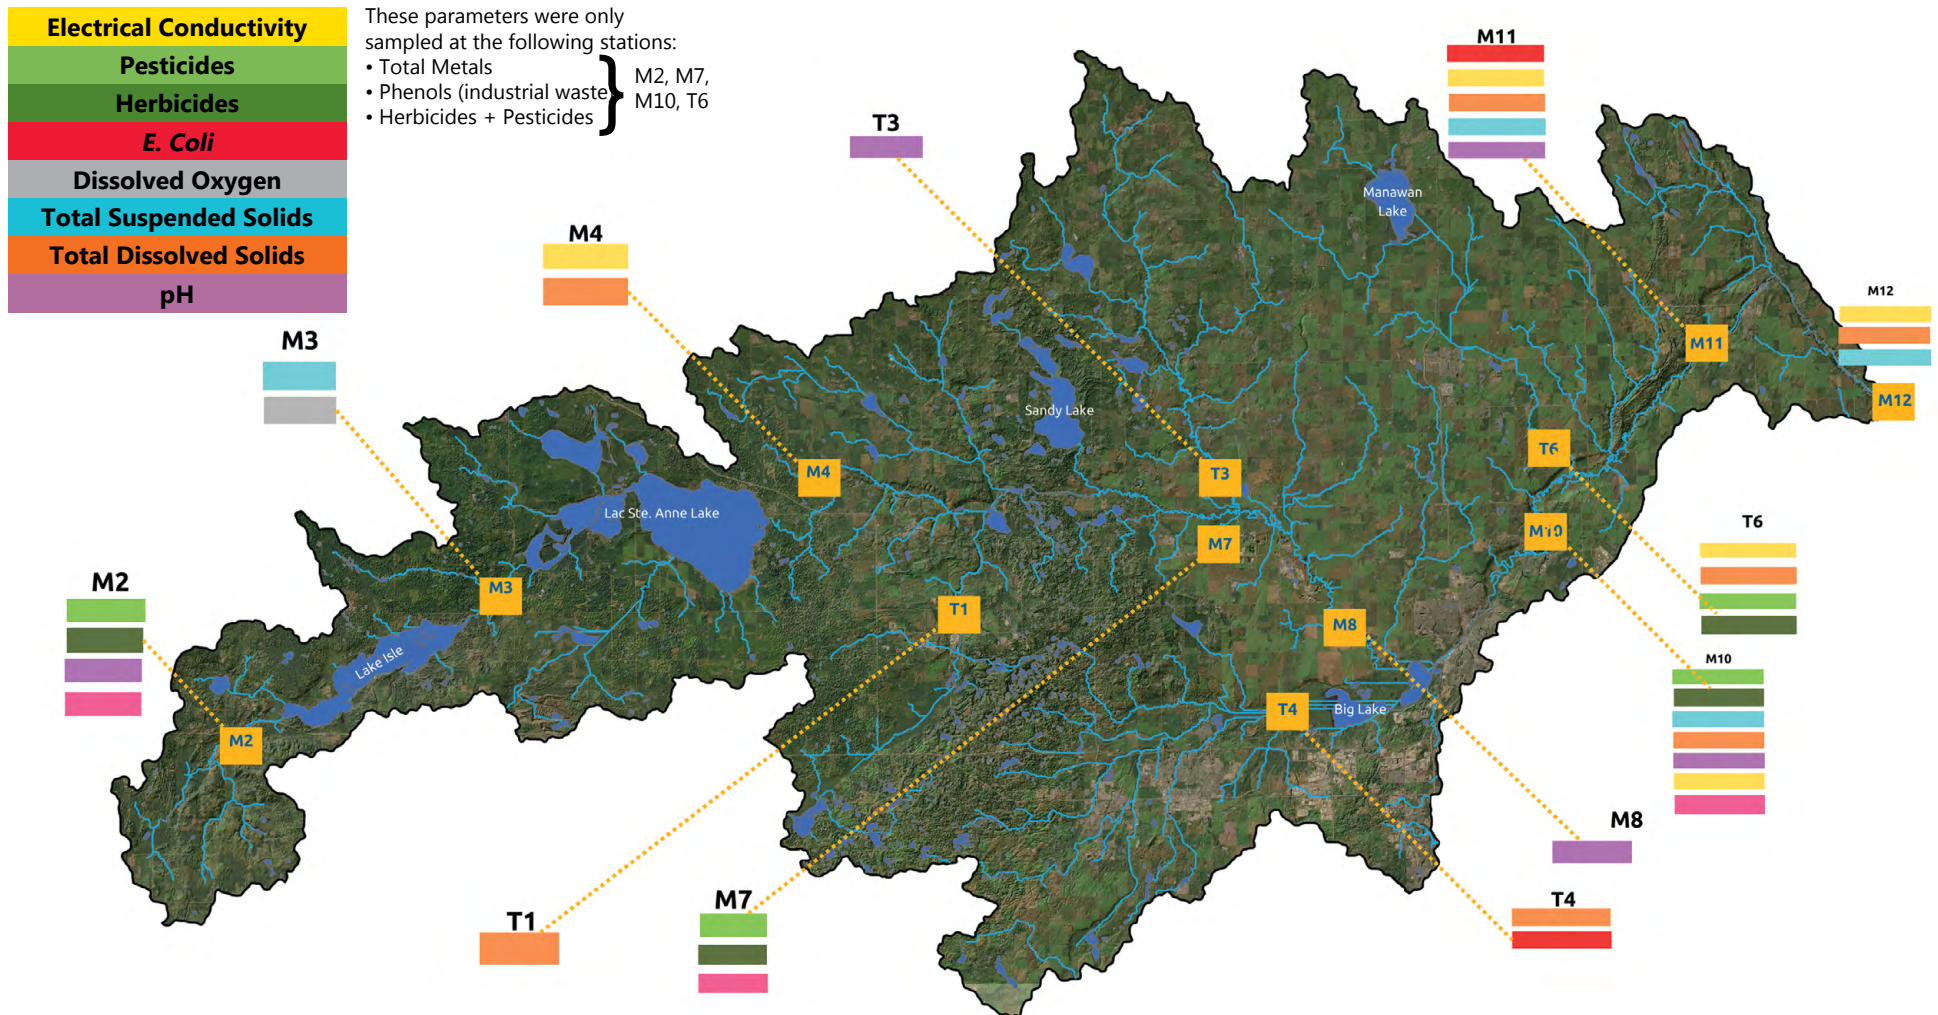 Electrical Conductivity
Pesticides
Herbicides
E. Coli
Dissolved Oxygen
Total Suspended Solids
Total Dissolved Solids
pH
These parameters were only
sampled at the following stations:
• Total Metals
• Phenols (industrial waste)
• Herbicides + Pesticides
M2, M7,
M10, T6
M11
T3
M4
M3
M2
M12
T6
M10
M8
T4
M7
T1
Manawan
Lake
Sandy Lake
Lac Ste. Anne Lake
Lake Isle
Big Lake
M11
M12
T6
M10
T3
M7
M4
M3
T1
M8
T4
M2